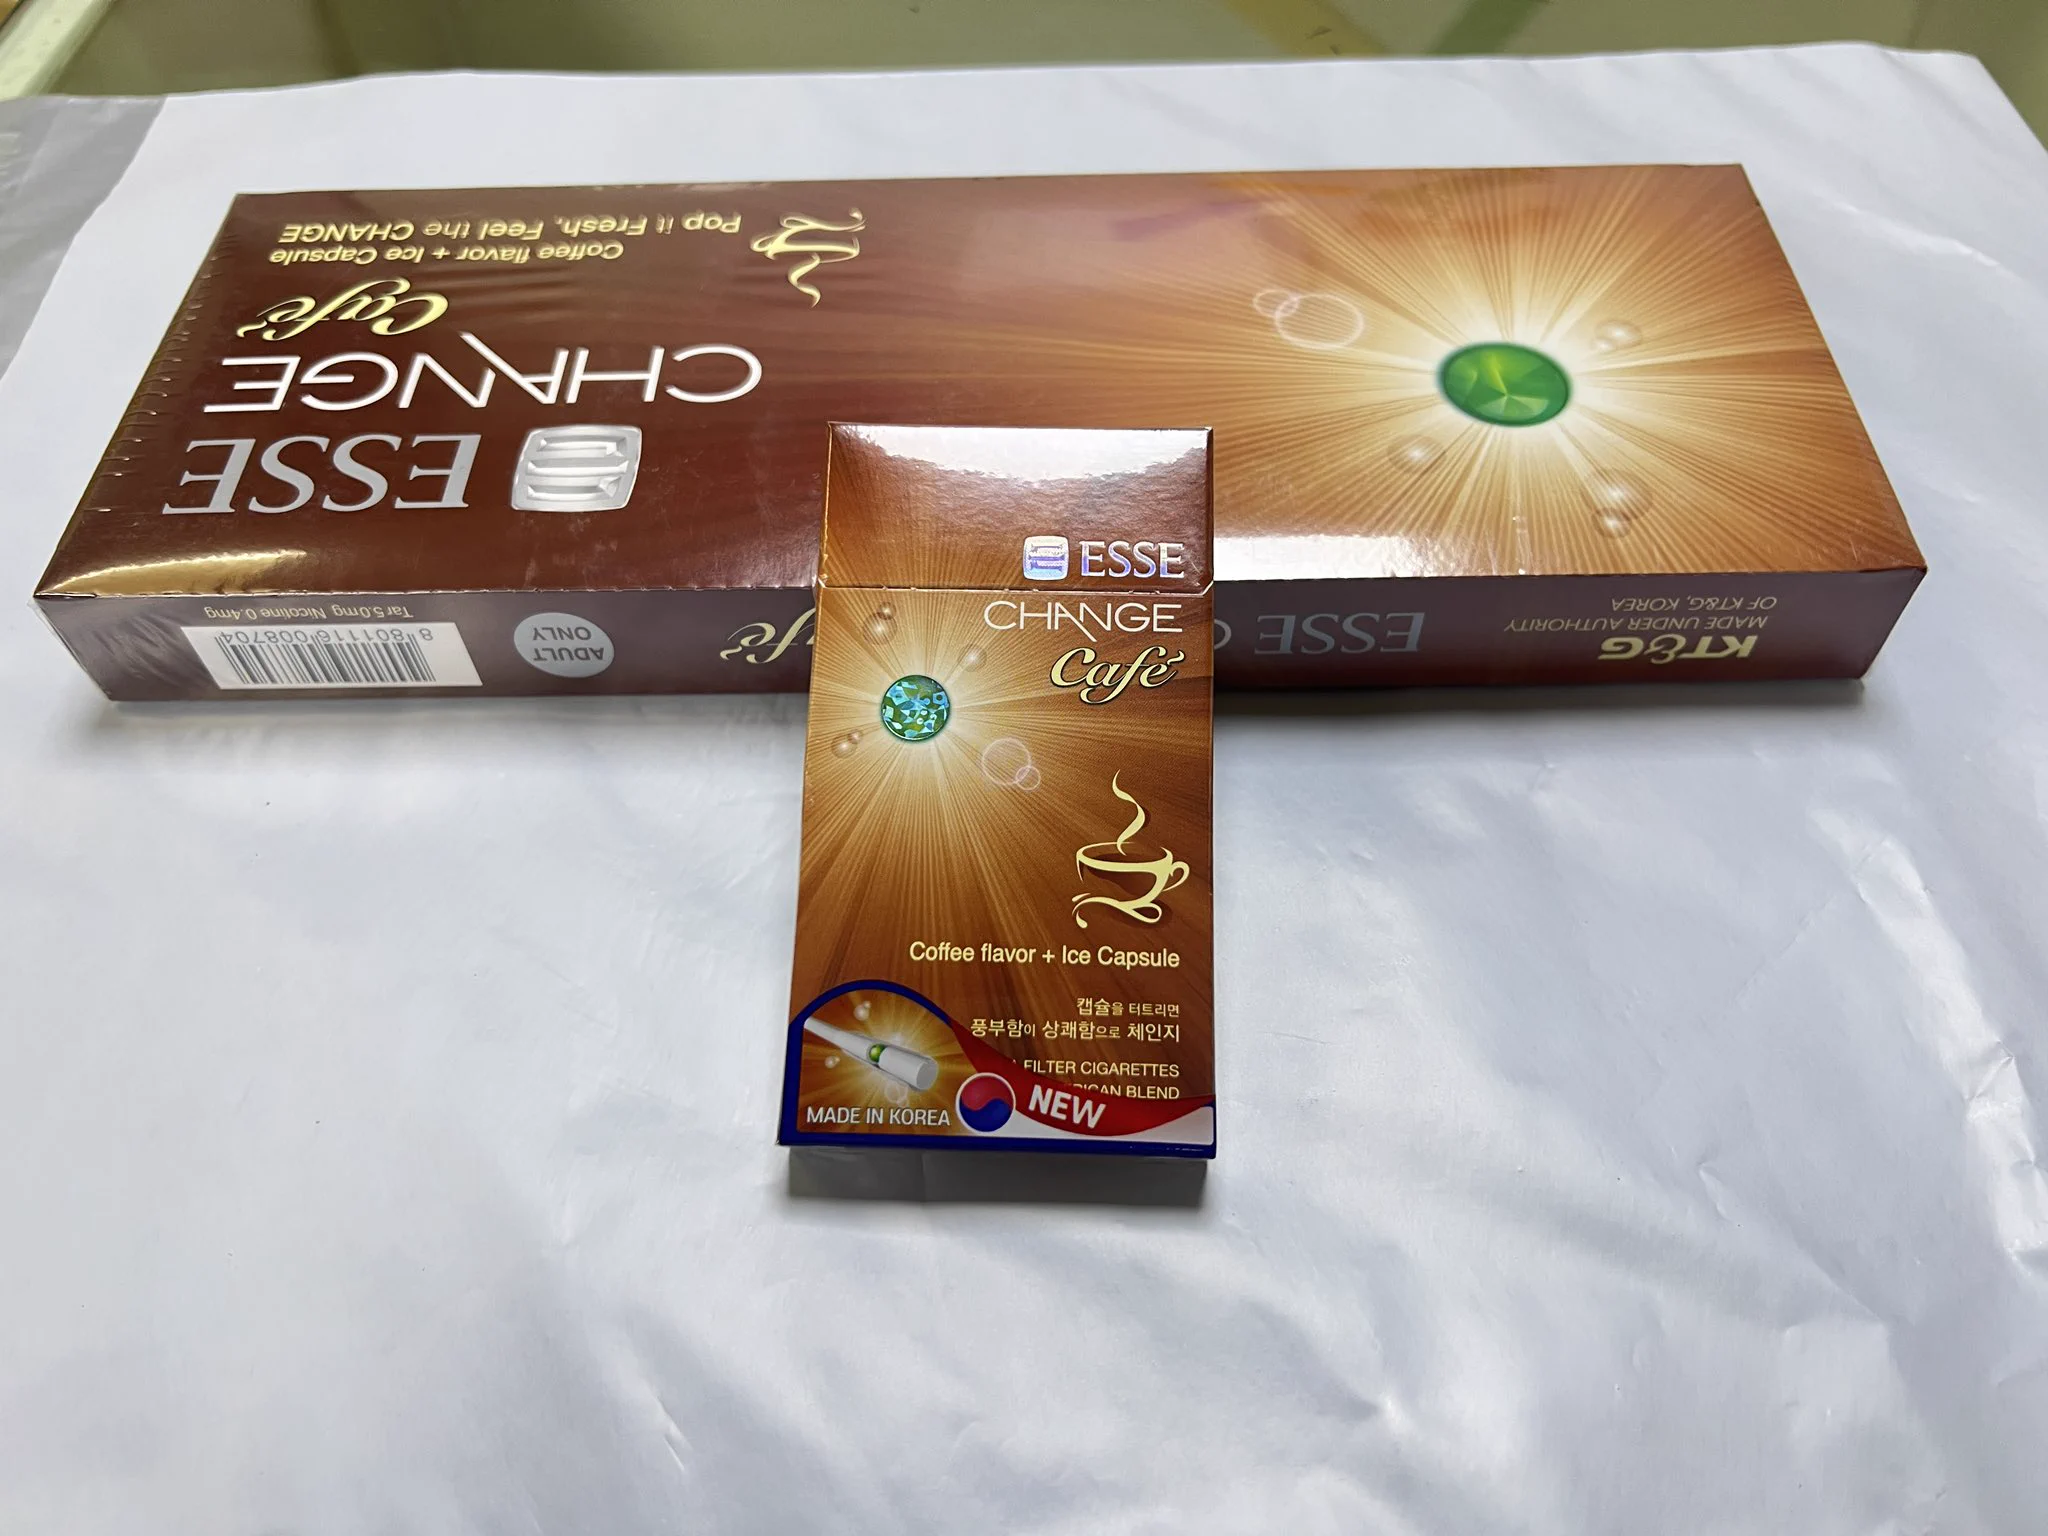 ESSE
CHANGE
Café
Coffee flavor + Ice Capsule
Pop it Fresh, Feel the CHANGE
KT&G
MADE UNDER AUTHORITY
OF KT&G, KOREA
ESSE
ADULT
ONLY
Tar 5.0mg Nicotine 0.4mg
8 801116 008704
ESSE
CHANGE
Café
Coffee flavor + Ice Capsule
캡슐을 터트리면
풍부함이 상쾌함으로 체인지
FILTER CIGARETTES
BLEND
MADE IN KOREA
NEW